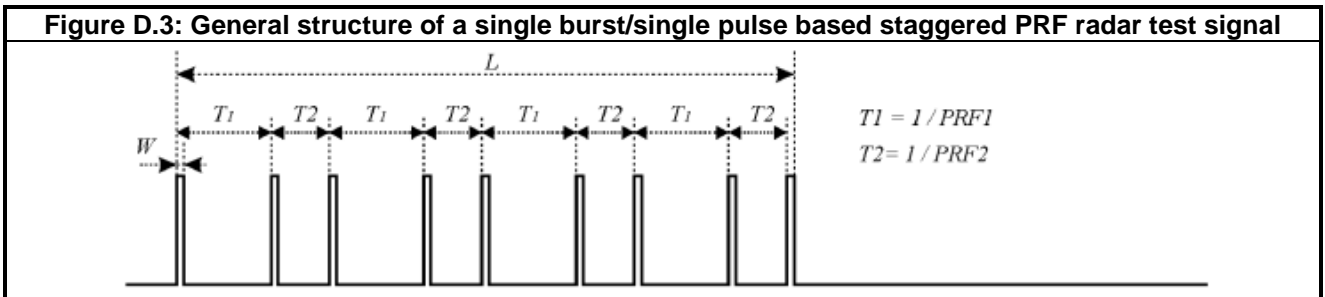 Figure D.3: General structure of a single burst/single pulse based staggered PRF radar test signal
L
T1 T2 T1 T2 T1 T2 T1 T2
W
T1 = 1 / PRF1
T2= 1 / PRF2